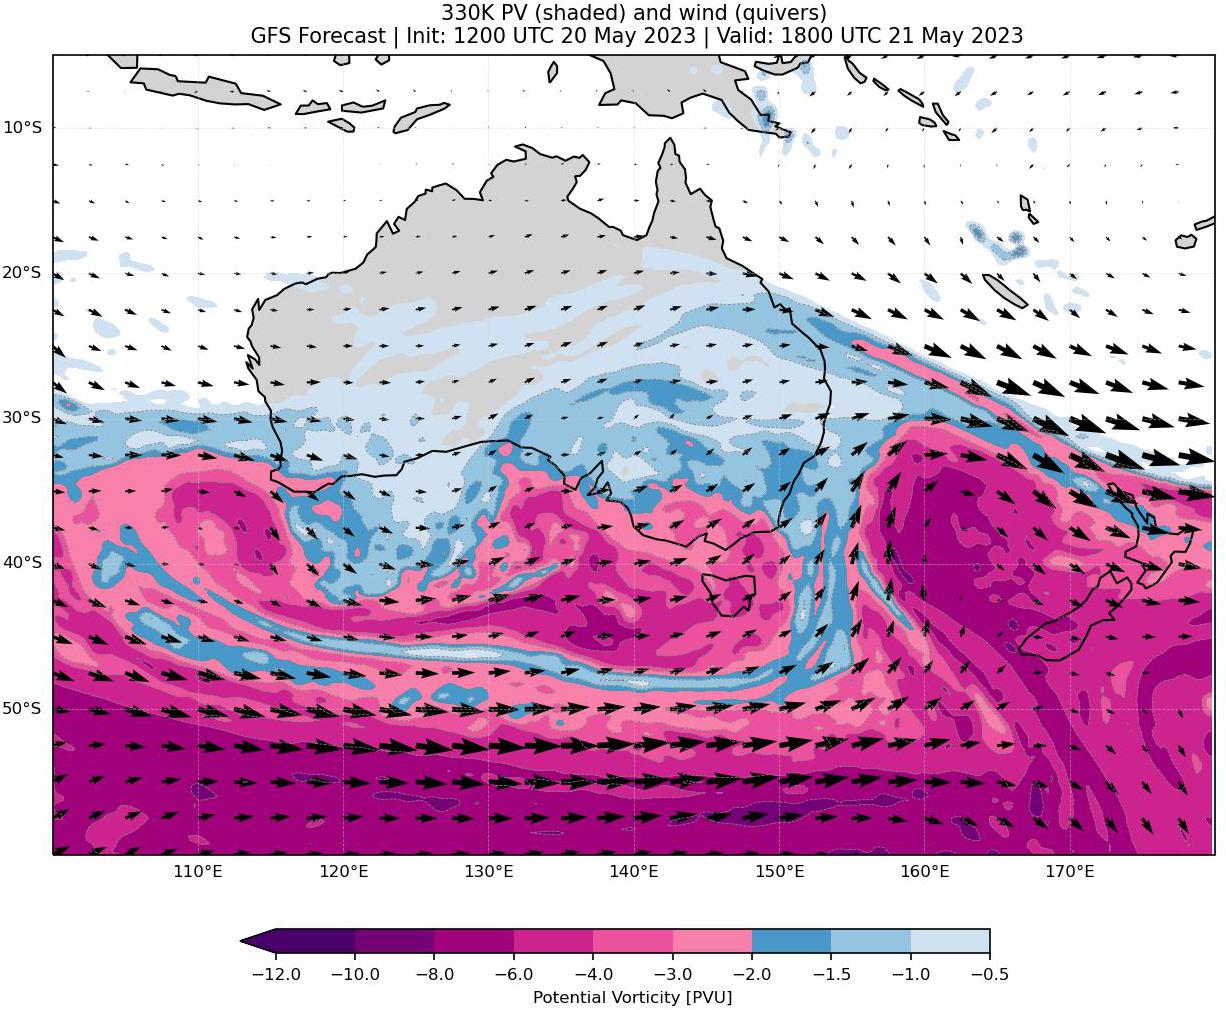 330K PV (shaded) and wind (quivers)
GFS Forecast | Init: 1200 UTC 20 May 2023 | Valid: 1800 UTC 21 May 2023
10°S
20°S
30°S
40°S
50°S
110°E 120°E 130°E 140°E 150°E 160°E 170°E
−12.0 −10.0 −8.0 −6.0 −4.0 −3.0 −2.0 −1.5 −1.0 −0.5
Potential Vorticity [PVU]